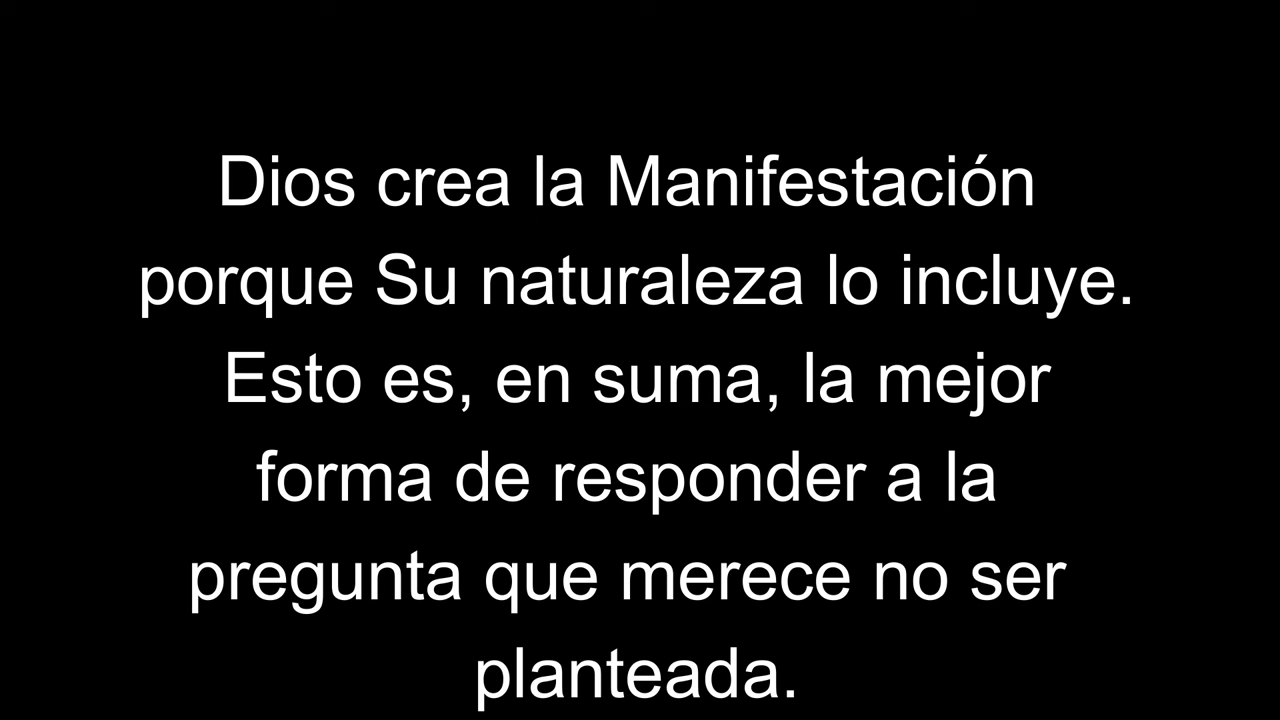 Dios crea la Manifestación
porque Su naturaleza lo incluye.
Esto es, en suma, la mejor
forma de responder a la
pregunta que merece no ser
planteada.